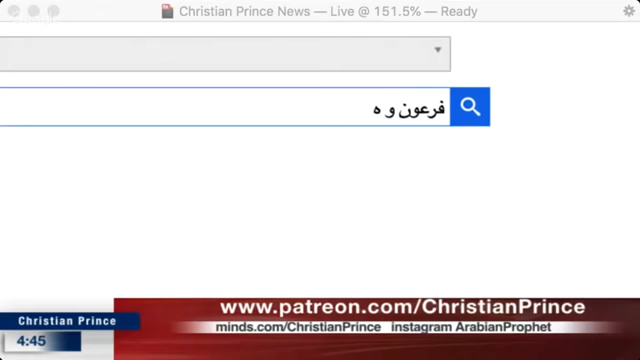 Christian Prince News — Live @ 151.5% — Ready
فرعون و ه
www.patreon.com/ChristianPrince
Christian Prince
minds.com/ChristianPrince instagram ArabianProphet
4:45